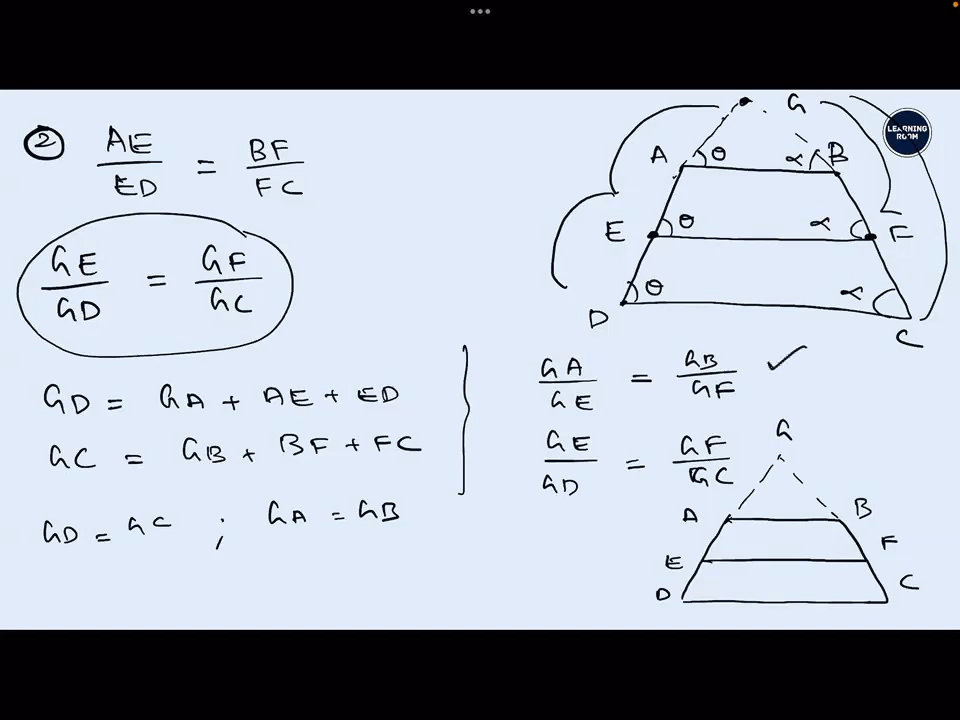 2 AE/ED = BF/FC
GE/GD = GF/GC
GD = GA + AE + ED
GC = GB + BF + FC
GD = GC ; GA = GB
G
A θ α B
E θ α F
D θ α C
LEARNING
ROOM
GA/GE = GB/GF ✓
GE/GD = GF/GC
G
A B
E F
D C